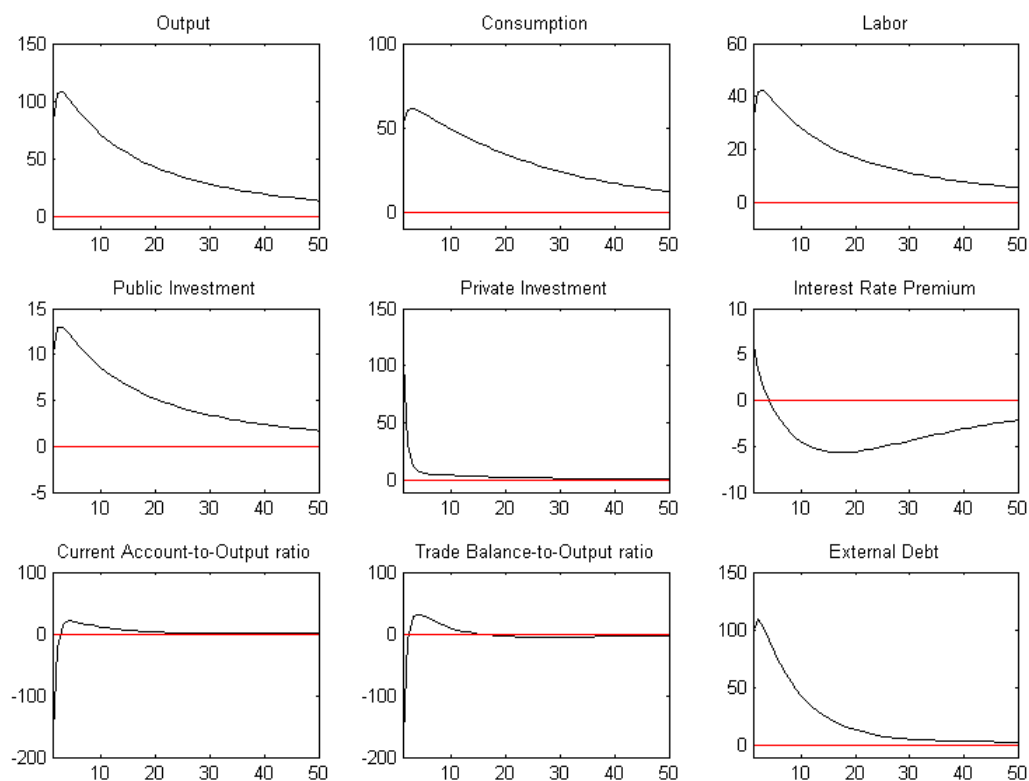 Output
150
100
50
0
10 20 30 40 50
Consumption
100
50
0
10 20 30 40 50
Labor
60
40
20
0
10 20 30 40 50
Public Investment
15
10
5
0
-5
10 20 30 40 50
Private Investment
150
100
50
0
10 20 30 40 50
Interest Rate Premium
10
5
0
-5
-10
10 20 30 40 50
Current Account-to-Output ratio
100
0
-100
-200
10 20 30 40 50
Trade Balance-to-Output ratio
100
0
-100
-200
10 20 30 40 50
External Debt
150
100
50
0
10 20 30 40 50